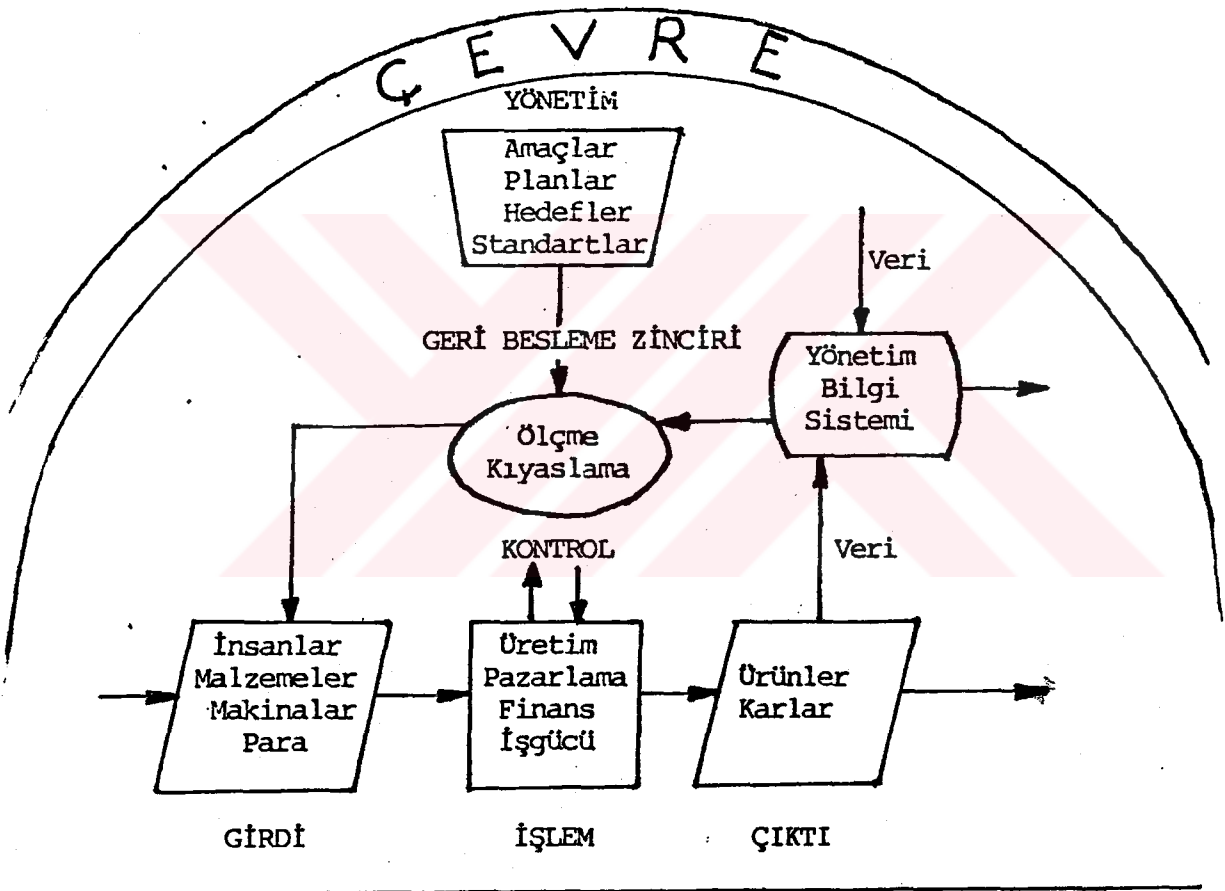 ÇEVRE
YÖNETİM
Amaçlar
Planlar
Hedefler
Standartlar
Veri
GERİ BESLEME ZİNCİRİ
Yönetim
Bilgi
Sistemi
Ölçme
Kıyaslama
KONTROL
Veri
İnsanlar
Malzemeler
Makinalar
Para
Üretim
Pazarlama
Finans
İşgücü
Ürünler
Karlar
GİRDİ
İŞLEM
ÇIKTI